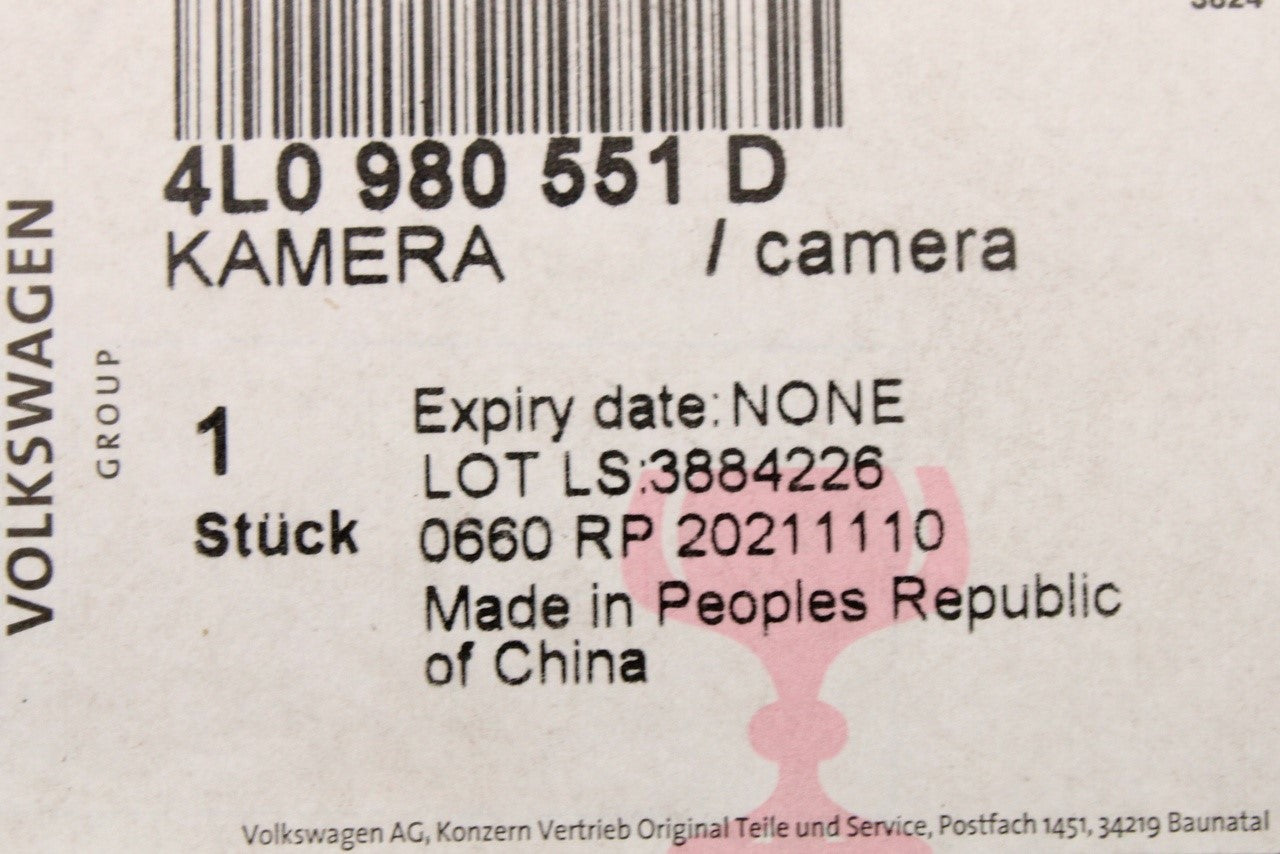 4L0 980 551 D
KAMERA / camera
VOLKSWAGEN
GROUP
1
Stück
Expiry date: NONE
LOT LS:3884226
0660 RP 20211110
Made in Peoples Republic
of China
Volkswagen AG, Konzern Vertrieb Original Teile und Service, Postfach 1451, 34219 Baunatal